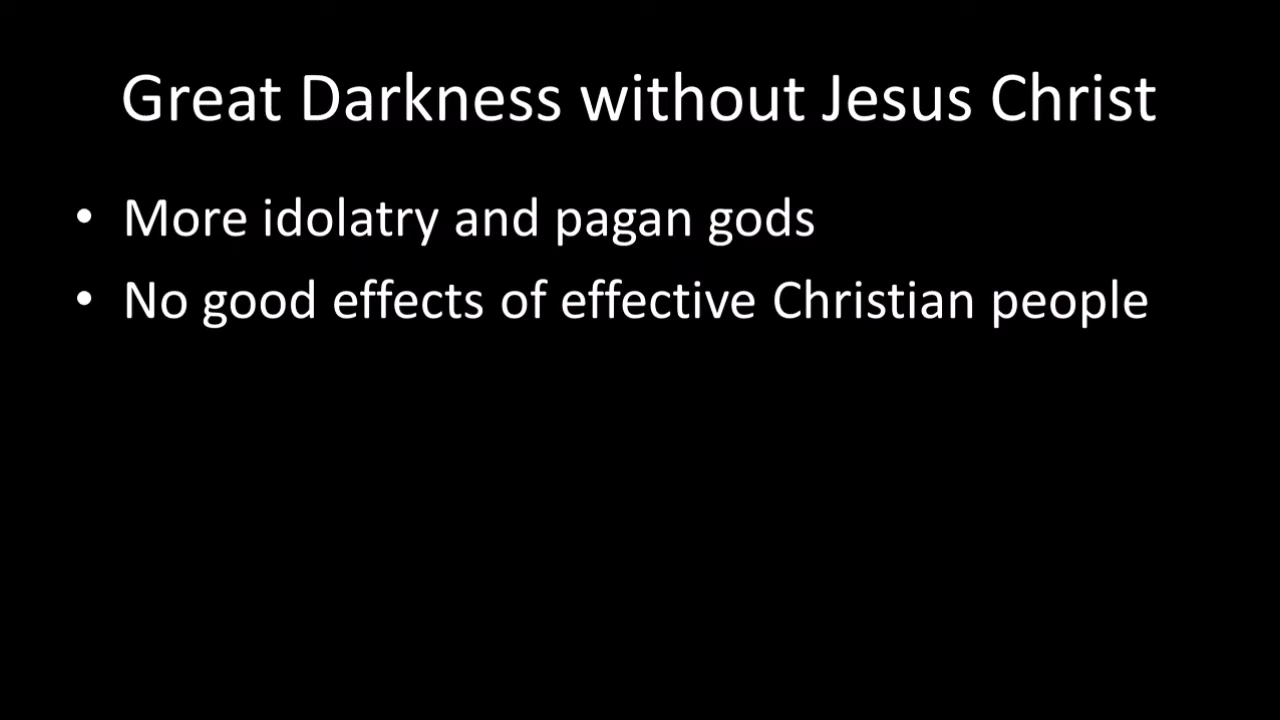 Great Darkness without Jesus Christ
• More idolatry and pagan gods
• No good effects of effective Christian people